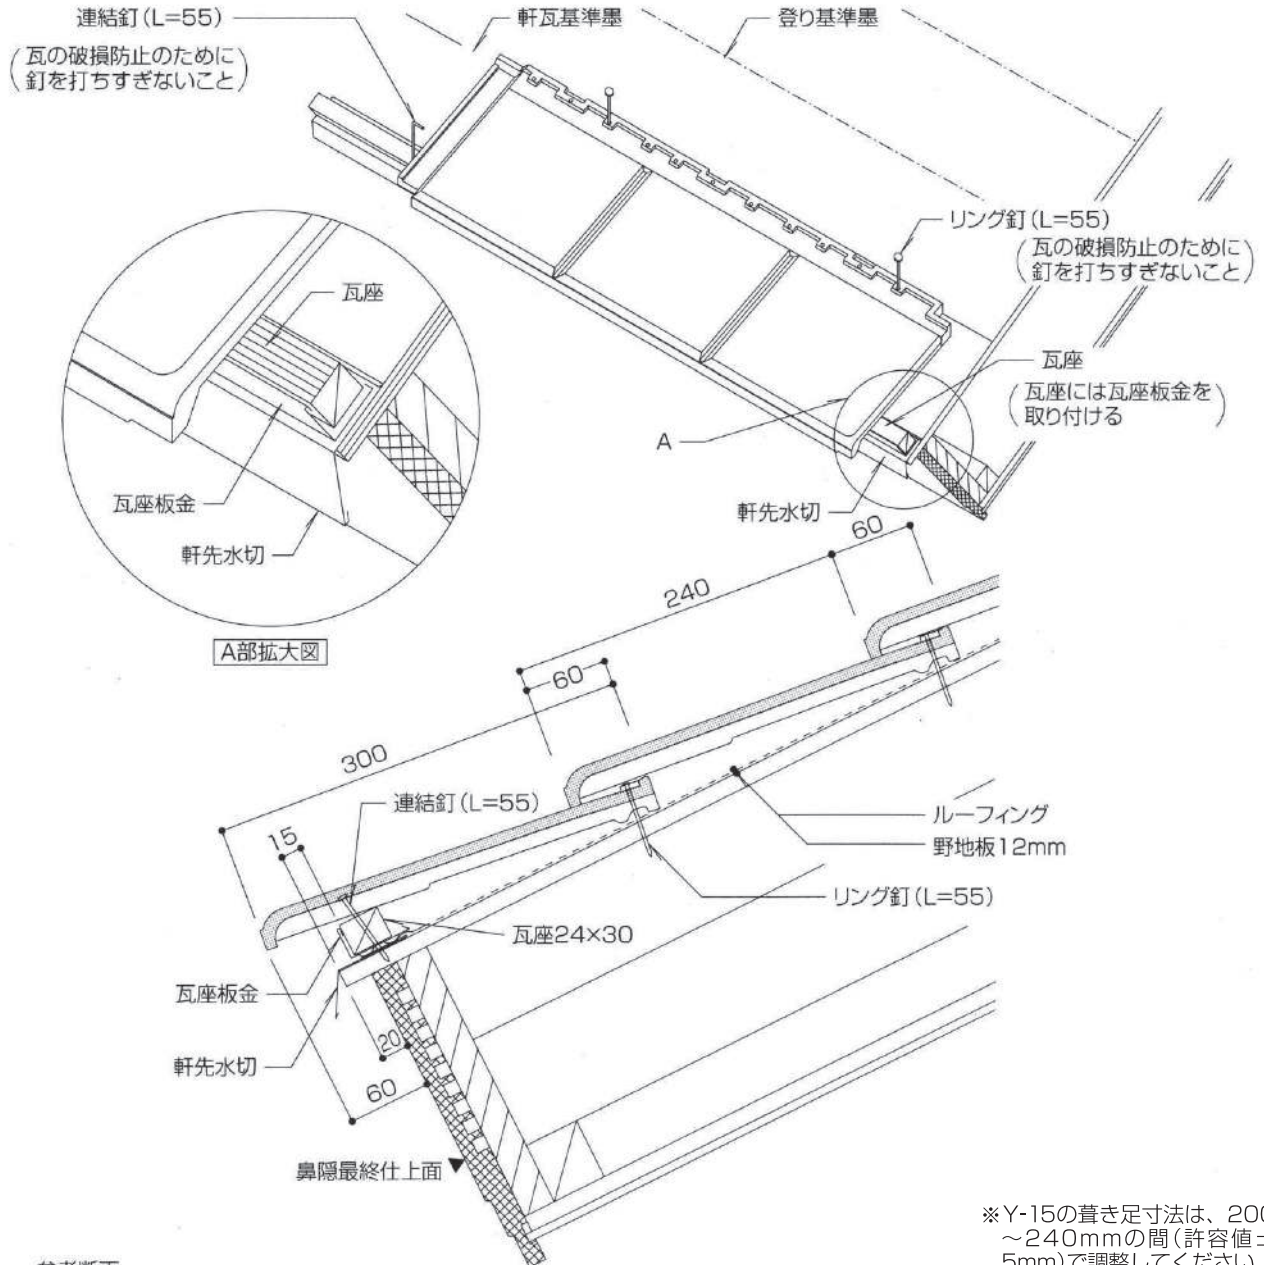 連結釘(L=55)
(瓦の破損防止のために
釘を打ちすぎないこと)
軒瓦基準墨
登り基準墨
リング釘(L=55)
(瓦の破損防止のために
釘を打ちすぎないこと)
瓦座
瓦座板金
軒先水切
A部拡大図
瓦座
(瓦座には瓦座板金を
取り付ける)
A
軒先水切
60
240
60
300
連結釘(L=55)
15
ルーフィング
野地板12mm
リング釘(L=55)
瓦座24×30
瓦座板金
軒先水切
20
60
鼻隠最終仕上面
※Y-15の葺き足寸法は、200
〜240mmの間(許容値
5mm)で調整してください